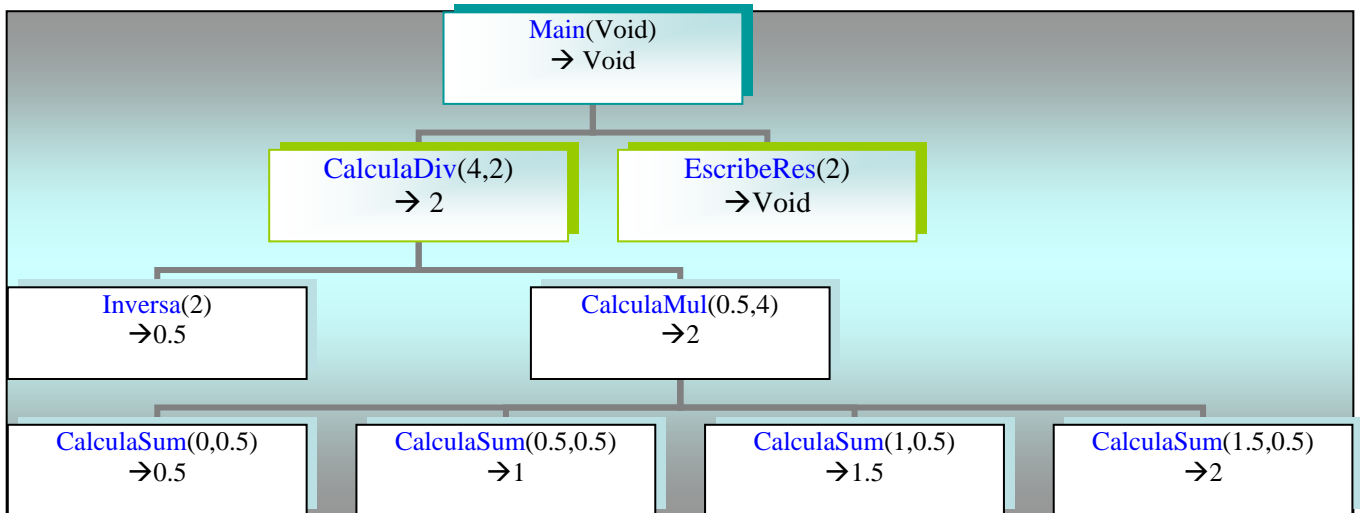 Main(Void)
→ Void
CalculaDiv(4,2)
→ 2
EscribeRes(2)
→Void
Inversa(2)
→0.5
CalculaMul(0.5,4)
→2
CalculaSum(0,0.5)
→0.5
CalculaSum(0.5,0.5)
→1
CalculaSum(1,0.5)
→1.5
CalculaSum(1.5,0.5)
→2